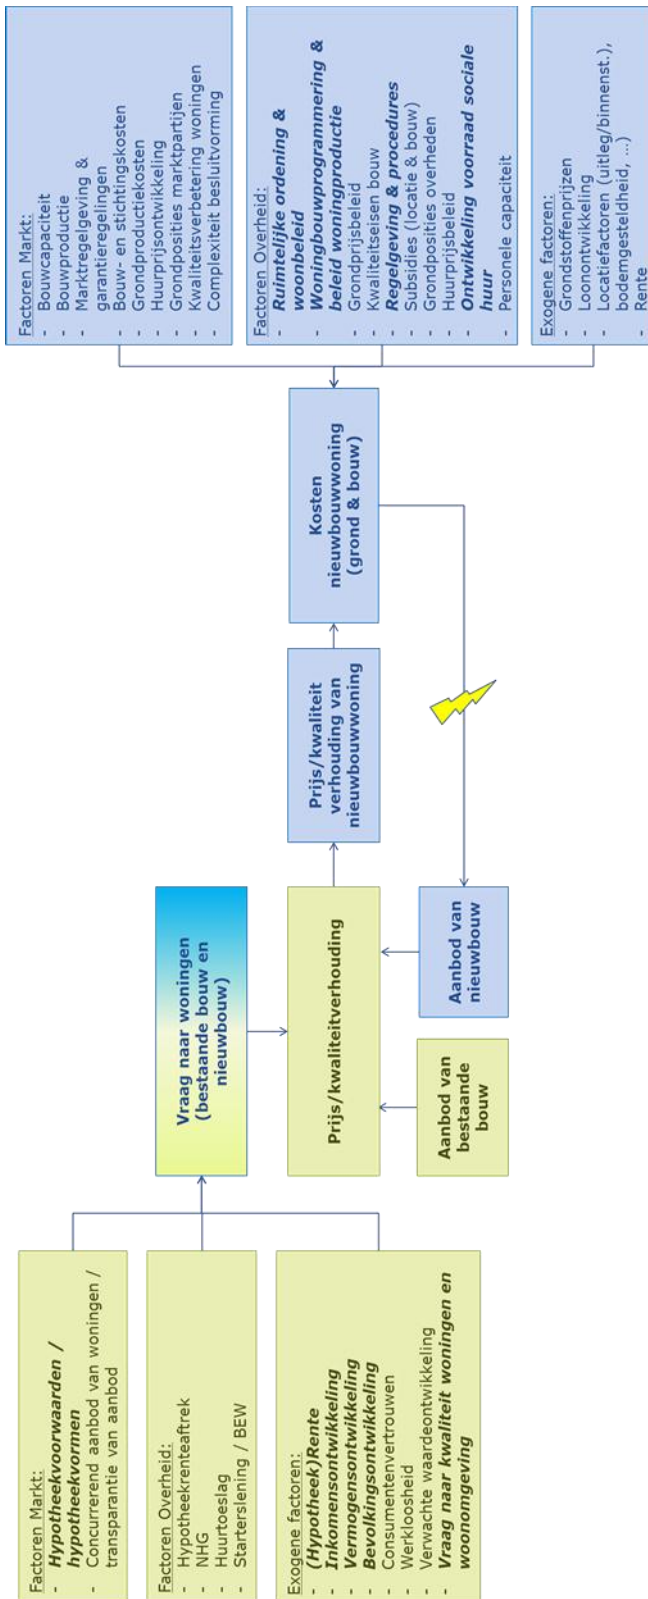 Factoren Markt:
- Hypotheekvoorwaarden /
hypotheekvormen
- Concurrerend aanbod van woningen /
transparantie van aanbod
Factoren Overheid:
- Hypotheekrenteaftrek
- NHG
- Huurtoeslag
- Starterslening / BEW
Exogene factoren:
- (Hypotheek)Rente
- Inkomensontwikkeling
- Vermogensontwikkeling
- Bevolkingsontwikkeling
- Consumentenvertrouwen
- Werkloosheid
- Verwachte waardeontwikkeling
- Vraag naar kwaliteit woningen en
woonomgeving
Vraag naar woningen
(bestaande bouw en
nieuwbouw)
Prijs/kwaliteitverhouding
Aanbod van
bestaande
bouw
Aanbod van
nieuwbouw
Prijs/kwaliteit
verhouding van
nieuwbouwwoning
Kosten
nieuwbouwwoning
(grond & bouw)
Factoren Markt:
- Bouwcapaciteit
- Bouwproductie
- Marktregelgeving &
garantieregelingen
- Bouw- en stichtingskosten
- Grondproductiekosten
- Huurprijsontwikkeling
- Grondposities marktpartijen
- Kwaliteitsverbetering woningen
- Complexiteit besluitvorming
Factoren Overheid:
- Ruimtelijke ordening &
woonbeleid
- Woningbouwprogrammering &
beleid woningproductie
- Grondprijsbeleid
- Kwaliteitseisen bouw
- Regelgeving & procedures
- Subsidies (locatie & bouw)
- Grondposities overheden
- Huurprijsbeleid
- Ontwikkeling voorraad sociale
huur
- Personele capaciteit
Exogene factoren:
- Grondstoffenprijzen
- Loonontwikkeling
- Locatiefactoren (uitleg/binnenst.),
bodemgesteldheid, ...)
- Rente